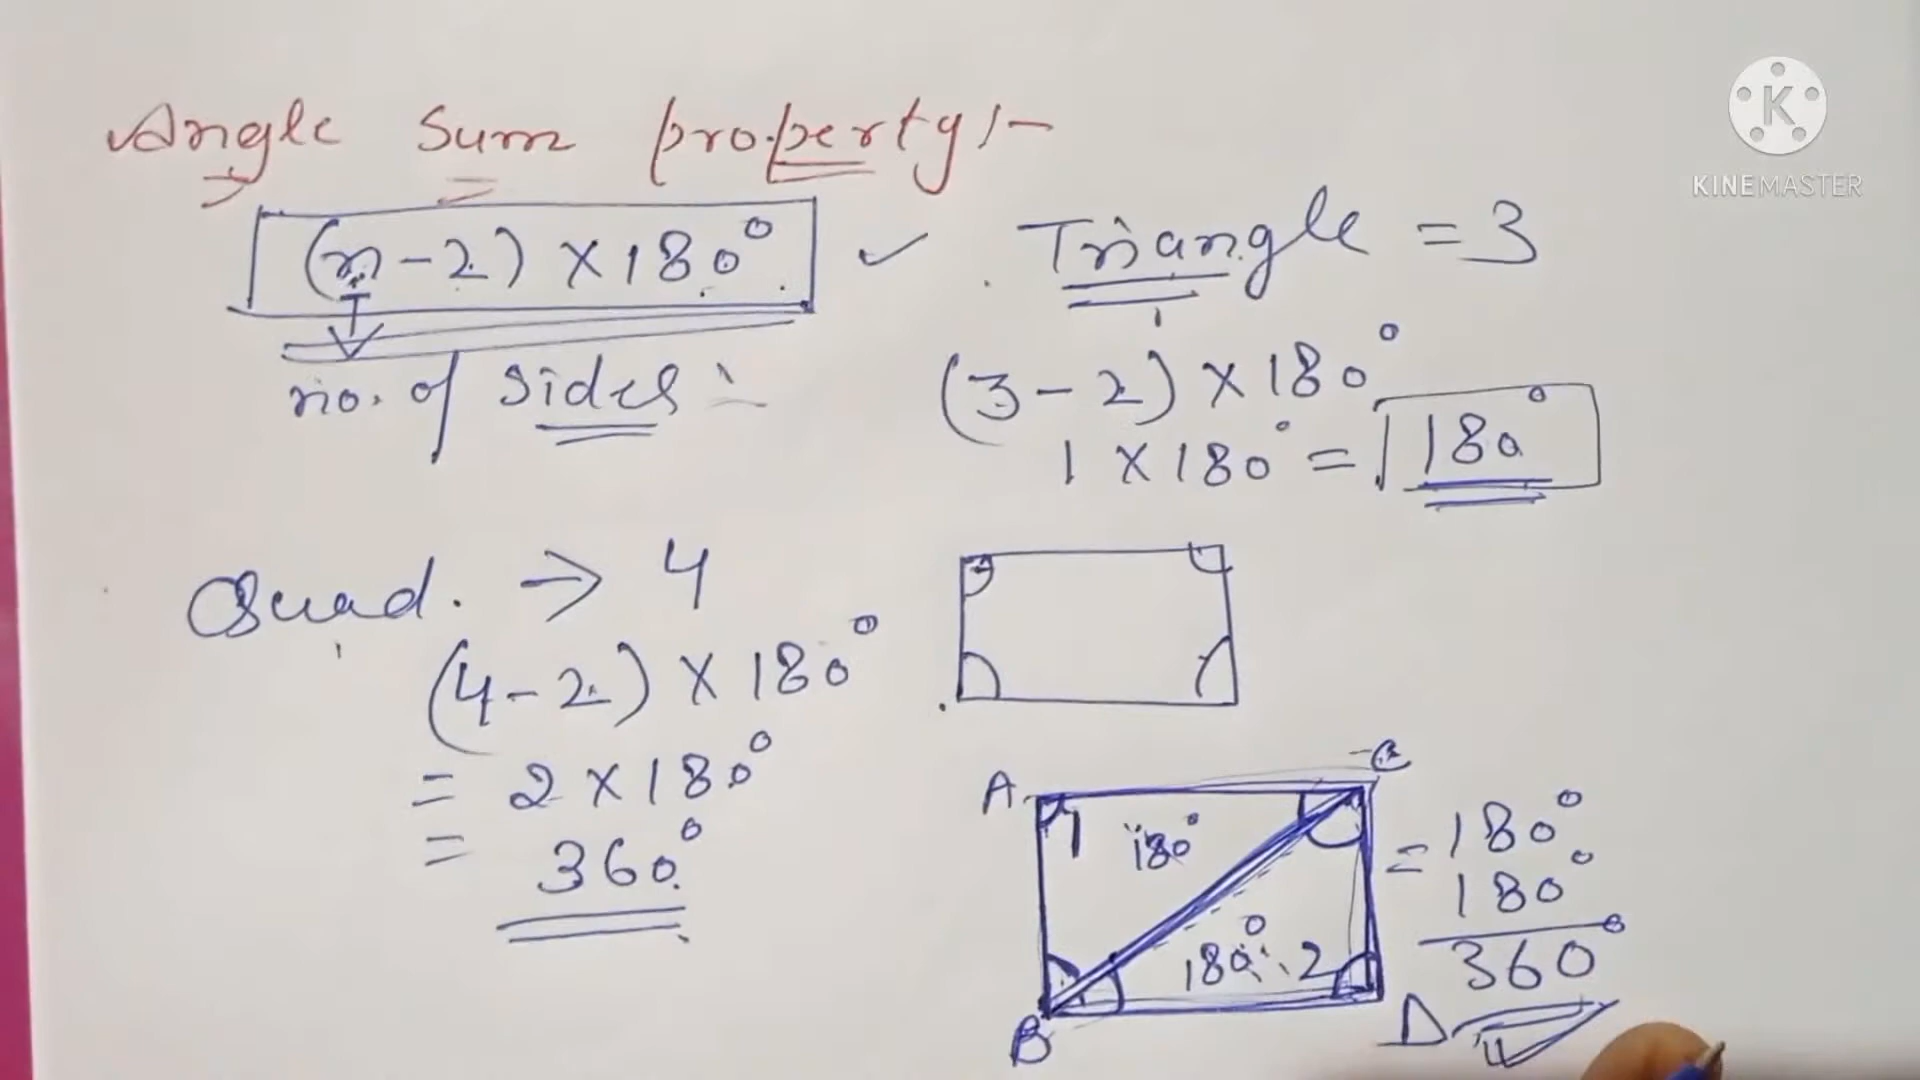 Angle Sum property :-
(n-2) × 180°
no. of sides :-
Triangle = 3
(3-2) × 180°
1 × 180° = 180°
Quad. → 4
(4-2) × 180°
= 2 × 180°
= 360°
A
C
1
180°
180°
2
B
D
= 180°
180°
360°
KINEMASTER